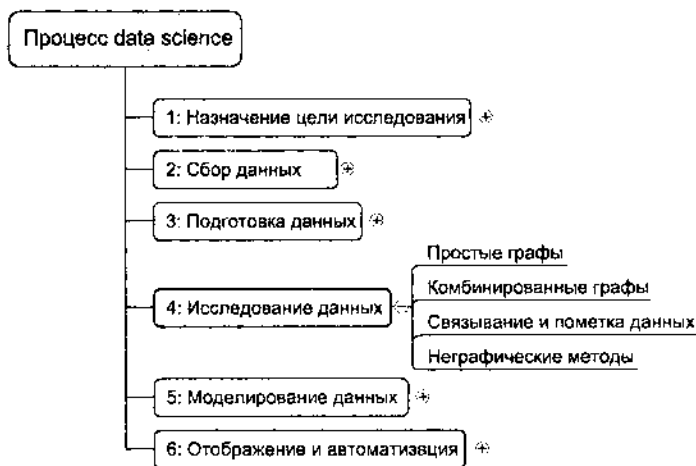 Процесс data science
1: Назначение цели исследования
2: Сбор данных
3: Подготовка данных
Простые графы
Комбинированные графы
4: Исследование данных
Связывание и пометка данных
Неграфические методы
5: Моделирование данных
6: Отображение и автоматизация